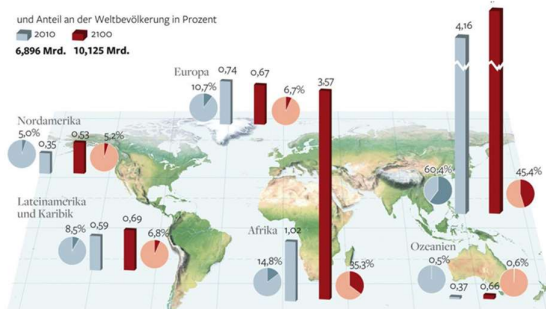 und Anteil an der Weltbevölkerung in Prozent
2010 2100
6,896 Mrd. 10,125 Mrd.
Europa
10,7% 0,74 0,67 6,7%
4,16
3,57
Nordamerika
5,0% 0,35 0,53 5,2%
60,4% 45,4%
Lateinamerika
und Karibik
8,5% 0,59 0,69 6,8%
Afrika
14,8% 1,02 35,3%
Ozeanien
0,5% 0,37 0,66 0,6%